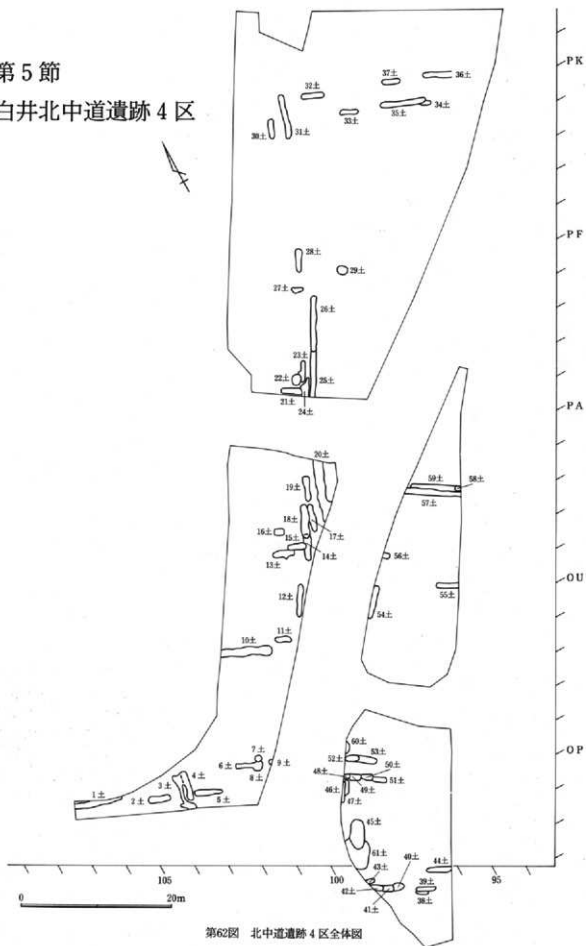 第5節
白井北中道遺跡4区
37土 36土
PK
32土
35土 34土
33土
30土 31土
PF
28土
29土
27土
26土
23土
22土 25土
21土
24土
PA
20土
59土 58土
19土
57土
18土
16土 17土
15土
14土
13土
56土
OU
55土
12土
54土
11土
10土
60土
OP
7土 52土 53土
6土 9土
8土 48土 50土
4土 51土
3土 46土 49土
1土 47土
2土 5土
45土
61土
40土 44土
43土
105 100 95
39土
42土
38土
41土
0 20m
第62図 北中道遺跡4区全体図